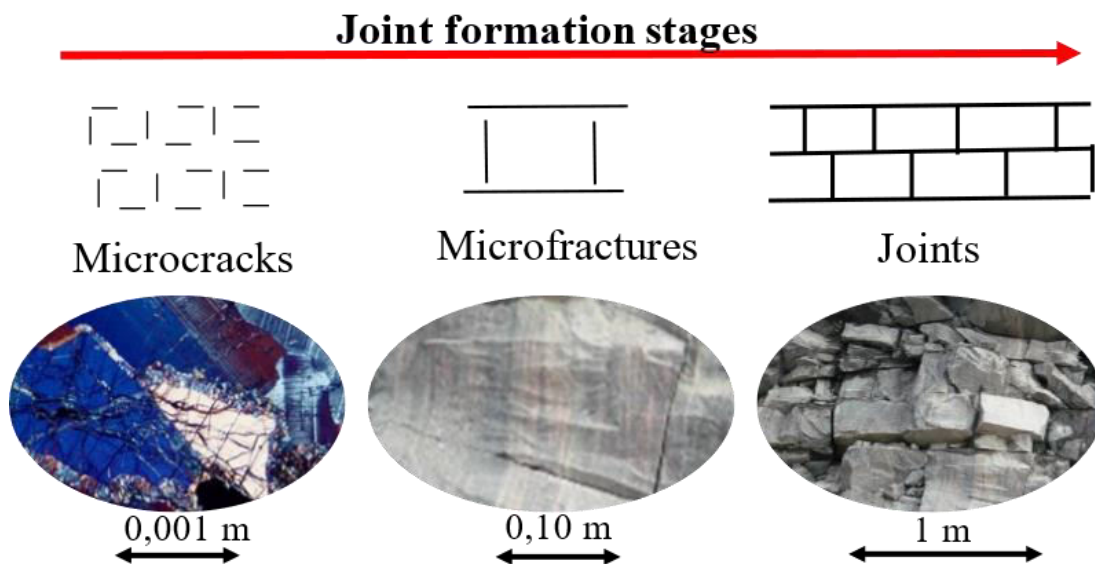 Joint formation stages
Microcracks
Microfractures
Joints
0,001 m
0,10 m
1 m